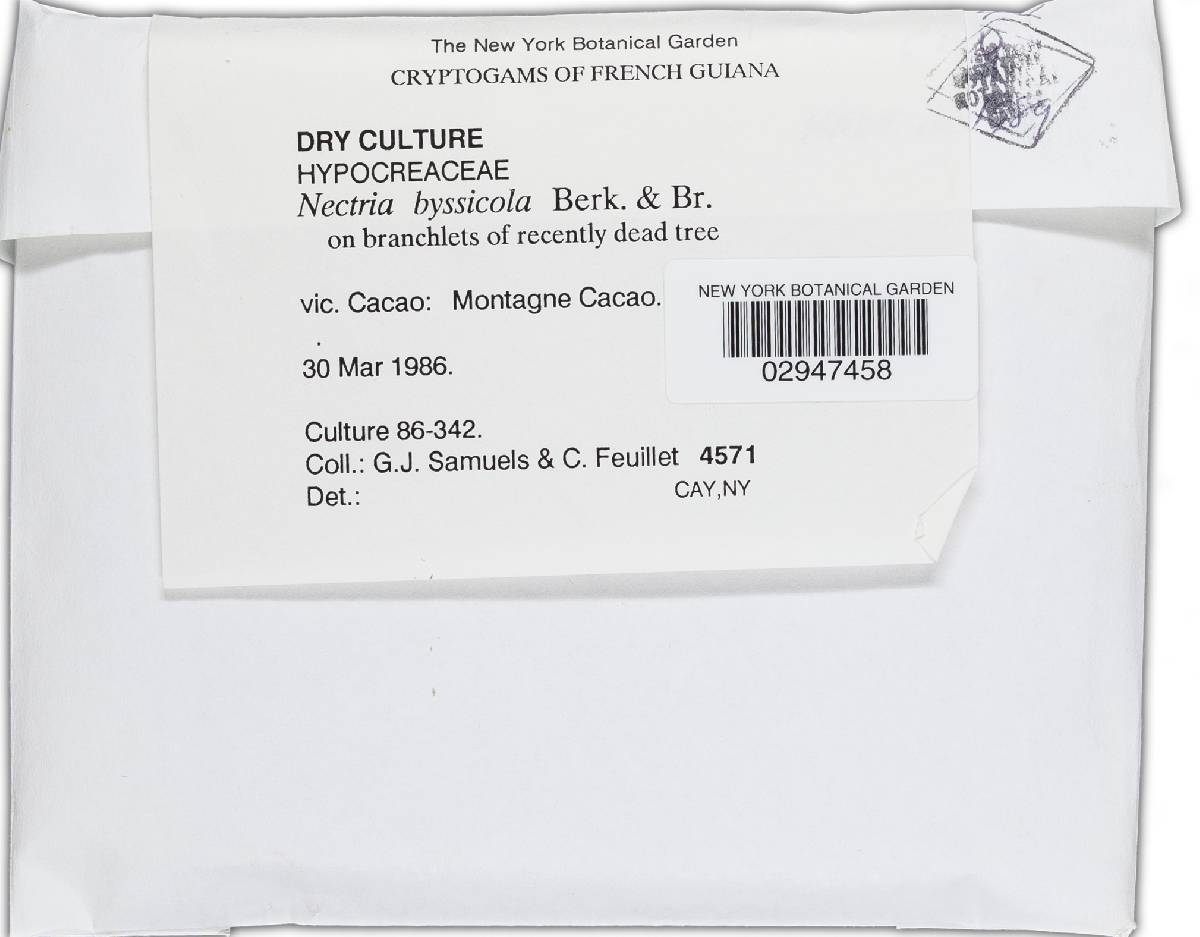 The New York Botanical Garden
CRYPTOGAMS OF FRENCH GUIANA
DRY CULTURE
HYPOCREACEAE
Nectria byssicola Berk. & Br.
on branchlets of recently dead tree
vic. Cacao: Montagne Cacao.
NEW YORK BOTANICAL GARDEN
02947458
30 Mar 1986.
Culture 86-342.
Coll.: G.J. Samuels & C. Feuillet 4571
Det.: CAY,NY